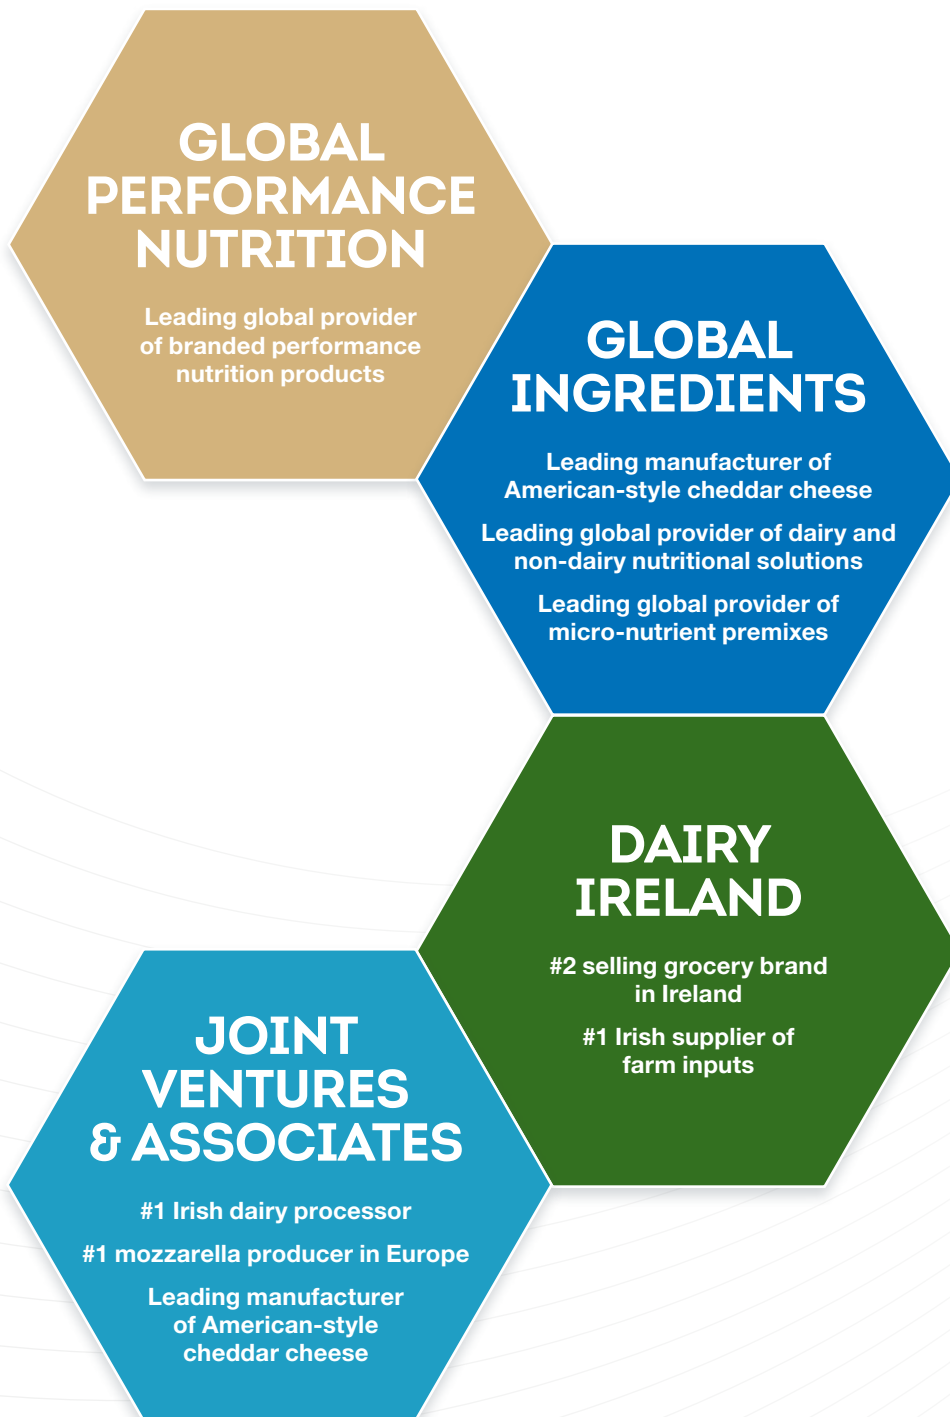 GLOBAL
PERFORMANCE
NUTRITION
Leading global provider
of branded performance
nutrition products
GLOBAL
INGREDIENTS
Leading manufacturer of
American-style cheddar cheese
Leading global provider of dairy and
non-dairy nutritional solutions
Leading global provider of
micro-nutrient premixes
DAIRY
IRELAND
#2 selling grocery brand
in Ireland
#1 Irish supplier of
farm inputs
JOINT
VENTURES
& ASSOCIATES
#1 Irish dairy processor
#1 mozzarella producer in Europe
Leading manufacturer
of American-style
cheddar cheese